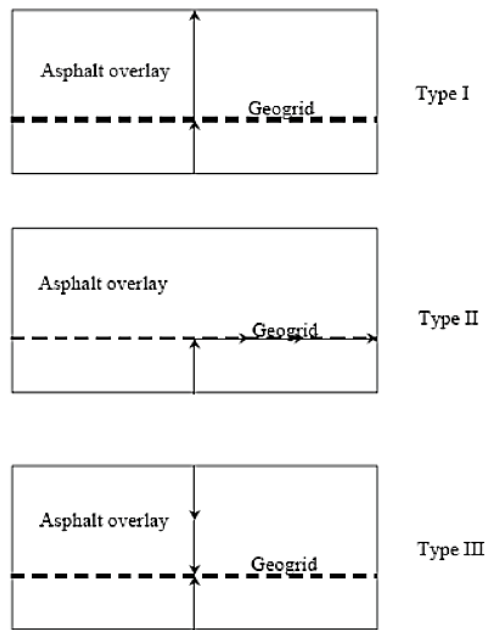 Asphalt overlay
Type I
Geogrid
Asphalt overlay
Type II
Geogrid
Asphalt overlay
Type III
Geogrid